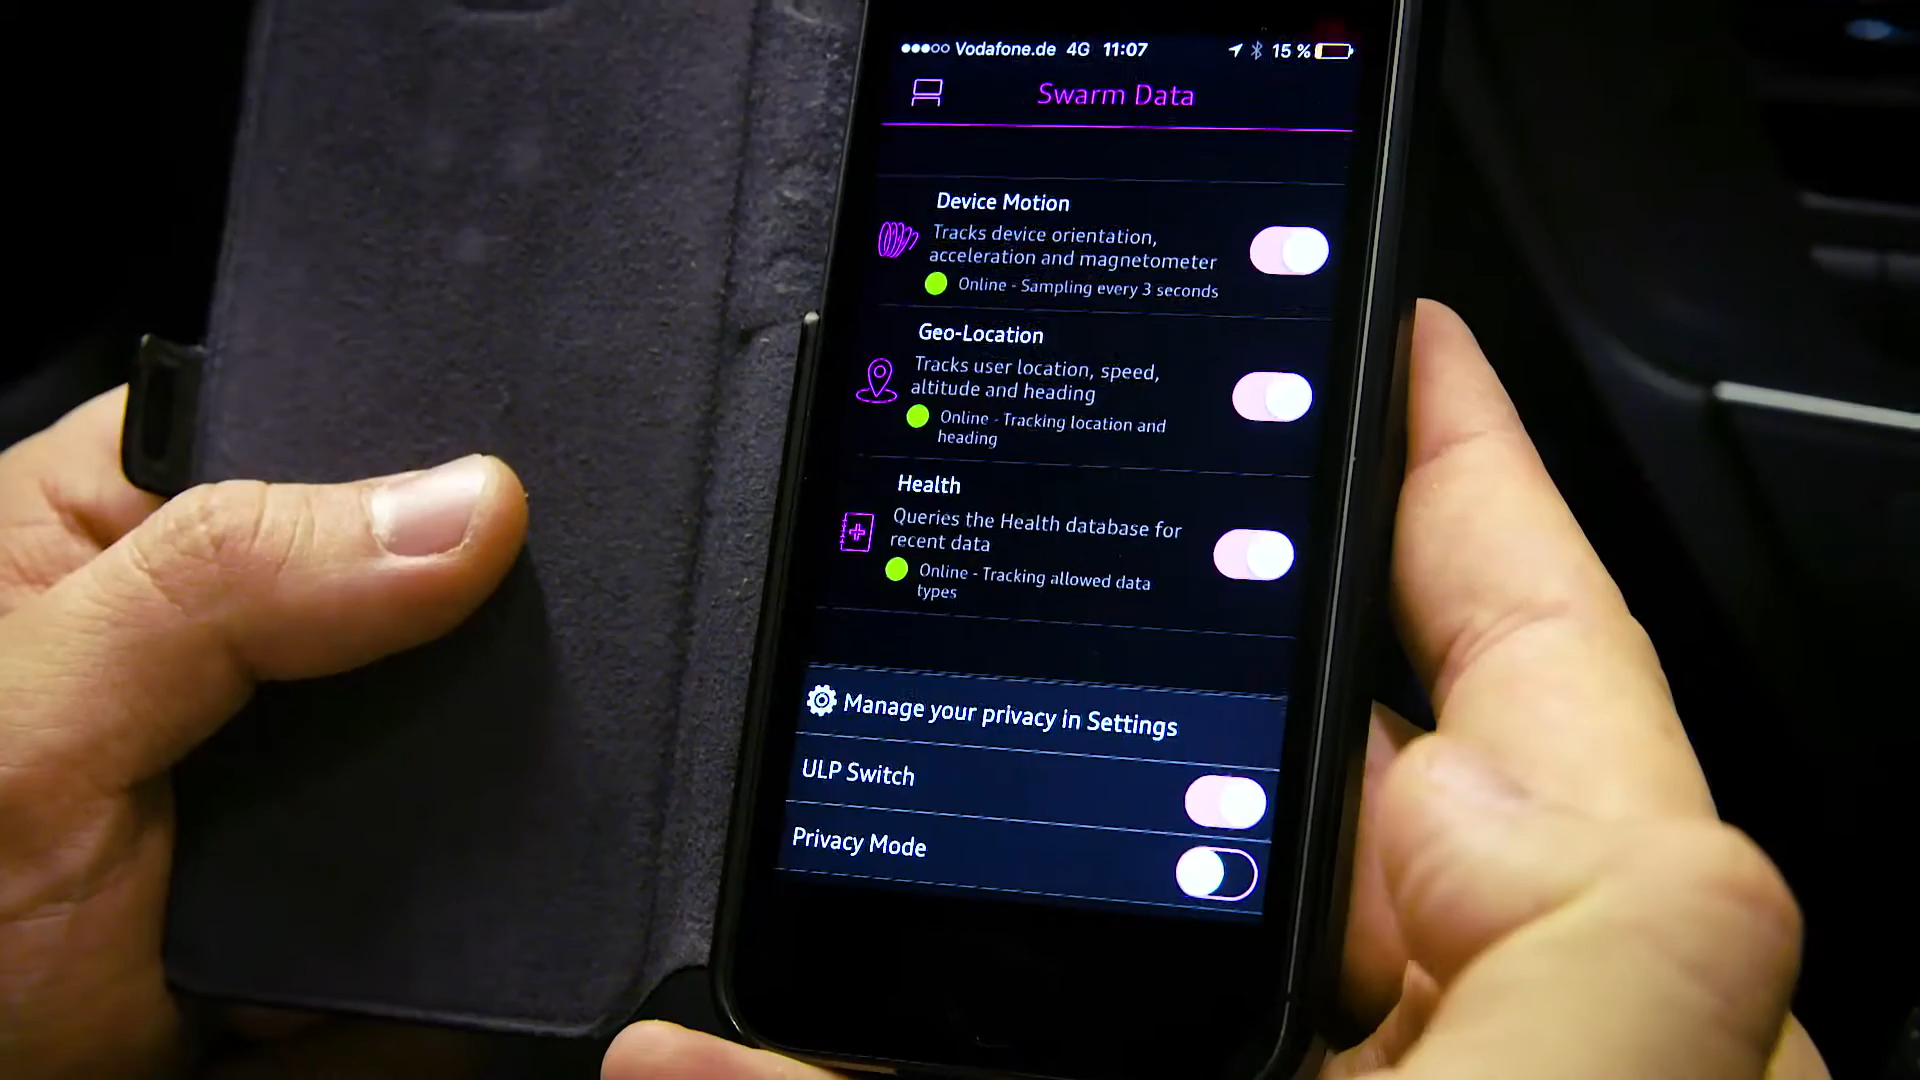 Vodafone.de 4G 11:07 15 %
Swarm Data
Device Motion
Tracks device orientation,
acceleration and magnetometer
Online - Sampling every 3 seconds
Geo-Location
Tracks user location, speed,
altitude and heading
Online - Tracking location and
heading
Health
Queries the Health database for
recent data
Online - Tracking allowed data
types
Manage your privacy in Settings
ULP Switch
Privacy Mode